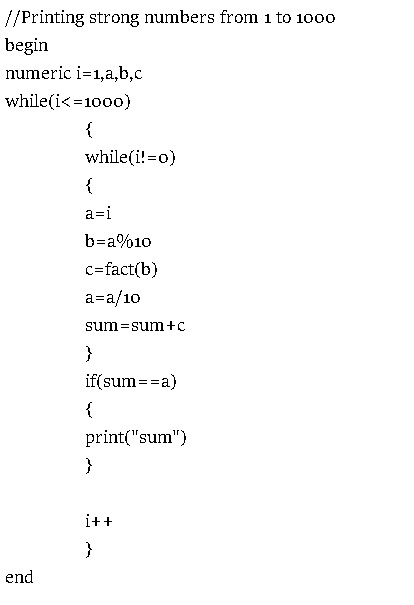 //Printing strong numbers from 1 to 1000
begin
numeric i=1,a,b,c
while(i<=1000)
{
while(i!=0)
{
a=i
b=a%10
c=fact(b)
a=a/10
sum=sum+c
}
if(sum==a)
{
print("sum")
}
i++
}
end